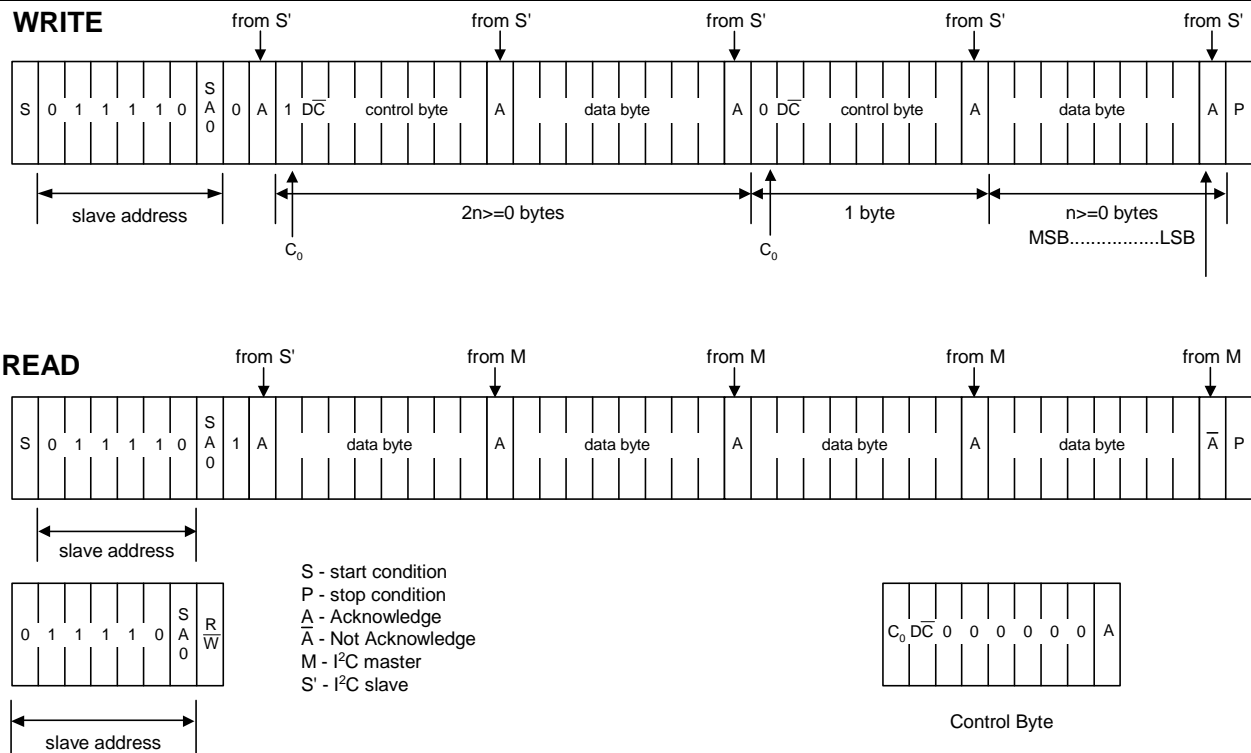 WRITE
from S' from S' from S' from S' from S'
S 0 1 1 1 1 0 SA0 0 A 1 DC̅ control byte A data byte A 0 DC̅ control byte A data byte A P
slave address 2n>=0 bytes 1 byte n>=0 bytes
MSB.................LSB
C₀ C₀
READ
from S' from M from M from M from M
S 0 1 1 1 1 0 SA0 1 A data byte A data byte A data byte A data byte A̅ P
slave address
0 1 1 1 1 0 SA0 R/W̅
slave address
S - start condition
P - stop condition
A - Acknowledge
A̅ - Not Acknowledge
M - I²C master
S' - I²C slave
C₀ DC̅ 0 0 0 0 0 0 A
Control Byte